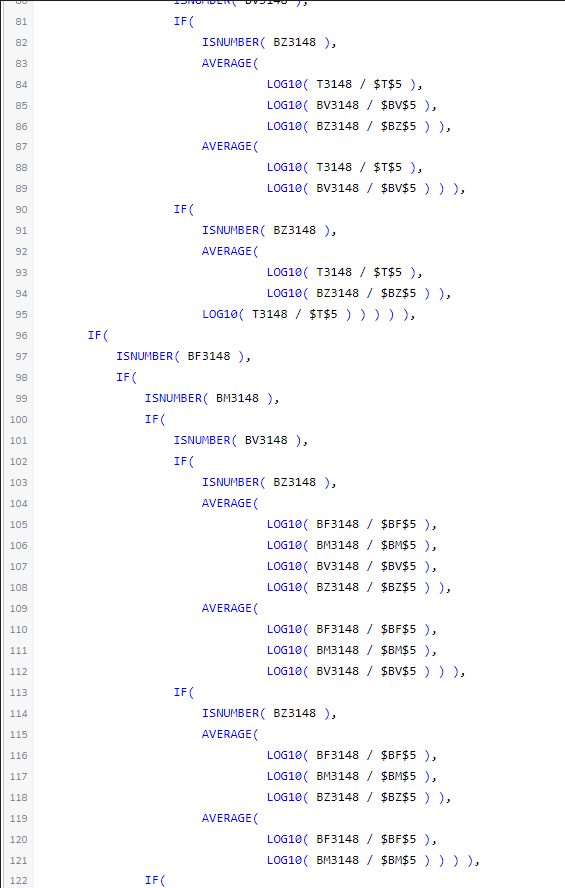 80 ISNUMBER( BV3148 ),
81 IF(
82 ISNUMBER( BZ3148 ),
83 AVERAGE(
84 LOG10( T3148 / $T$5 ),
85 LOG10( BV3148 / $BV$5 ),
86 LOG10( BZ3148 / $BZ$5 ) ),
87 AVERAGE(
88 LOG10( T3148 / $T$5 ),
89 LOG10( BV3148 / $BV$5 ) ) ),
90 IF(
91 ISNUMBER( BZ3148 ),
92 AVERAGE(
93 LOG10( T3148 / $T$5 ),
94 LOG10( BZ3148 / $BZ$5 ) ),
95 LOG10( T3148 / $T$5 ) ) ) ) ),
96 IF(
97 ISNUMBER( BF3148 ),
98 IF(
99 ISNUMBER( BM3148 ),
100 IF(
101 ISNUMBER( BV3148 ),
102 IF(
103 ISNUMBER( BZ3148 ),
104 AVERAGE(
105 LOG10( BF3148 / $BF$5 ),
106 LOG10( BM3148 / $BM$5 ),
107 LOG10( BV3148 / $BV$5 ),
108 LOG10( BZ3148 / $BZ$5 ) ),
109 AVERAGE(
110 LOG10( BF3148 / $BF$5 ),
111 LOG10( BM3148 / $BM$5 ),
112 LOG10( BV3148 / $BV$5 ) ) ),
113 IF(
114 ISNUMBER( BZ3148 ),
115 AVERAGE(
116 LOG10( BF3148 / $BF$5 ),
117 LOG10( BM3148 / $BM$5 ),
118 LOG10( BZ3148 / $BZ$5 ) ),
119 AVERAGE(
120 LOG10( BF3148 / $BF$5 ),
121 LOG10( BM3148 / $BM$5 ) ) ) ),
122 IF(